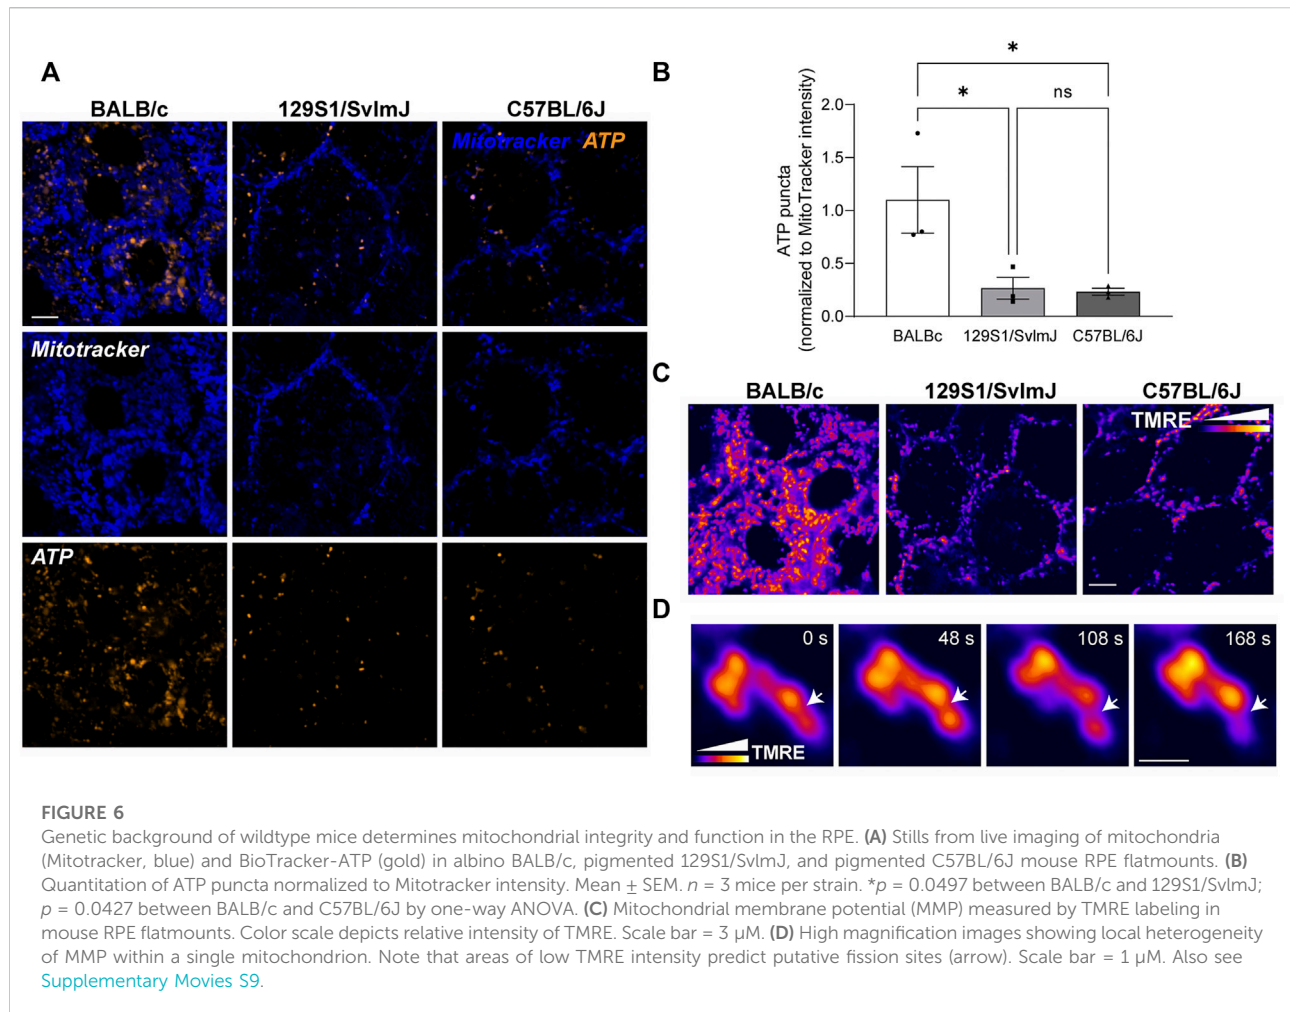 A
BALB/c
129S1/SvlmJ
C57BL/6J
Mitotracker ATP
Mitotracker
ATP
B
*
*
ns
ATP puncta
(normalized to MitoTracker intensity)
2.0
1.5
1.0
0.5
0.0
BALBc
129S1/SvlmJ
C57BL/6J
C
BALB/c
129S1/SvlmJ
C57BL/6J
TMRE
D
0 s
48 s
108 s
168 s
TMRE
FIGURE 6
Genetic background of wildtype mice determines mitochondrial integrity and function in the RPE. (A) Stills from live imaging of mitochondria
(Mitotracker, blue) and BioTracker-ATP (gold) in albino BALB/c, pigmented 129S1/SvlmJ, and pigmented C57BL/6J mouse RPE flatmounts. (B)
Quantitation of ATP puncta normalized to Mitotracker intensity. Mean ± SEM. n = 3 mice per strain. *p = 0.0497 between BALB/c and 129S1/SvlmJ;
p = 0.0427 between BALB/c and C57BL/6J by one-way ANOVA. (C) Mitochondrial membrane potential (MMP) measured by TMRE labeling in
mouse RPE flatmounts. Color scale depicts relative intensity of TMRE. Scale bar = 3 μM. (D) High magnification images showing local heterogeneity
of MMP within a single mitochondrion. Note that areas of low TMRE intensity predict putative fission sites (arrow). Scale bar = 1 μM. Also see
Supplementary Movies S9.